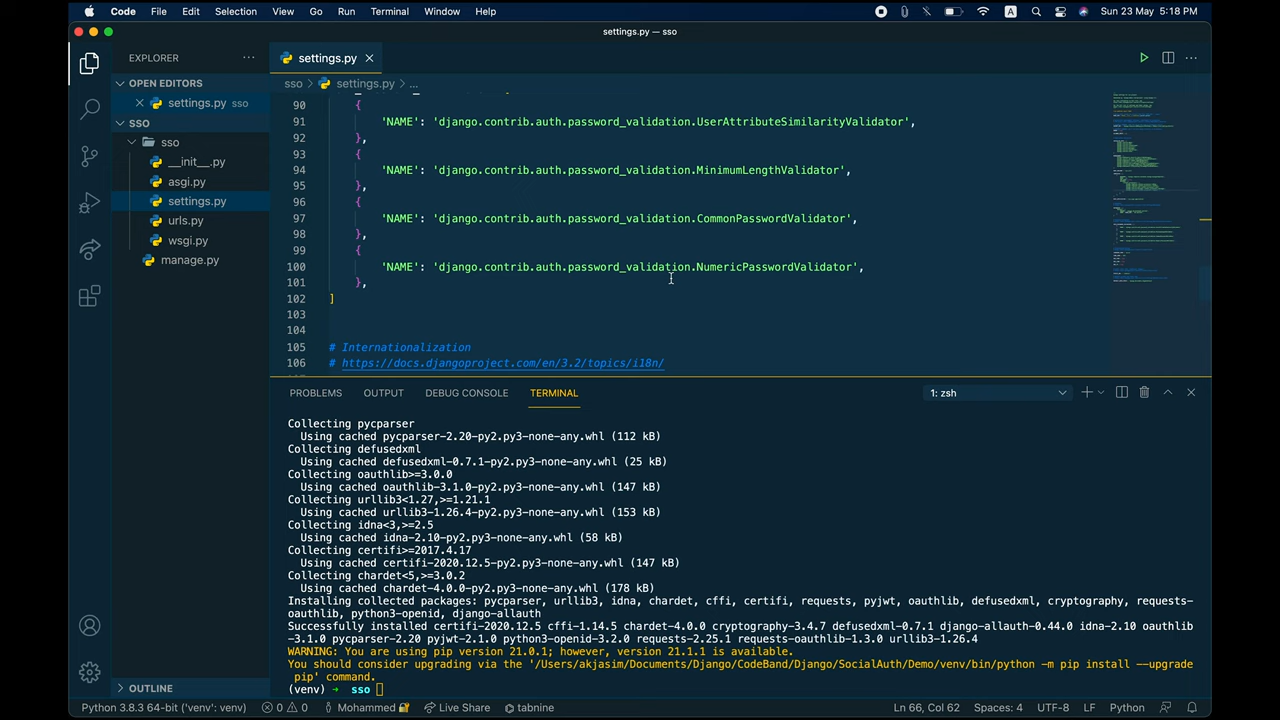 Code File Edit Selection View Go Run Terminal Window Help
A Sun 23 May 5:18 PM
settings.py — sso
EXPLORER
settings.py
OPEN EDITORS
sso > settings.py > ...
settings.py sso
SSO
sso
__init__.py
asgi.py
settings.py
urls.py
wsgi.py
manage.py
90 {
91 'NAME': 'django.contrib.auth.password_validation.UserAttributeSimilarityValidator',
92 },
93 {
94 'NAME': 'django.contrib.auth.password_validation.MinimumLengthValidator',
95 },
96 {
97 'NAME': 'django.contrib.auth.password_validation.CommonPasswordValidator',
98 },
99 {
100 'NAME': 'django.contrib.auth.password_validation.NumericPasswordValidator',
101 },
102 ]
103
104
105 # Internationalization
106 # https://docs.djangoproject.com/en/3.2/topics/i18n/
PROBLEMS OUTPUT DEBUG CONSOLE TERMINAL
1: zsh
Collecting pycparser
Using cached pycparser-2.20-py2.py3-none-any.whl (112 kB)
Collecting defusedxml
Using cached defusedxml-0.7.1-py2.py3-none-any.whl (25 kB)
Collecting oauthlib>=3.0.0
Using cached oauthlib-3.1.0-py2.py3-none-any.whl (147 kB)
Collecting urllib3<1.27,>=1.21.1
Using cached urllib3-1.26.4-py2.py3-none-any.whl (153 kB)
Collecting idna<3,>=2.5
Using cached idna-2.10-py2.py3-none-any.whl (58 kB)
Collecting certifi>=2017.4.17
Using cached certifi-2020.12.5-py2.py3-none-any.whl (147 kB)
Collecting chardet<5,>=3.0.2
Using cached chardet-4.0.0-py2.py3-none-any.whl (178 kB)
Installing collected packages: pycparser, urllib3, idna, chardet, cffi, certifi, requests, pyjwt, oauthlib, defusedxml, cryptography, requests-
oauthlib, python3-openid, django-allauth
Successfully installed certifi-2020.12.5 cffi-1.14.5 chardet-4.0.0 cryptography-3.4.7 defusedxml-0.7.1 django-allauth-0.44.0 idna-2.10 oauthlib
-3.1.0 pycparser-2.20 pyjwt-2.1.0 python3-openid-3.2.0 requests-2.25.1 requests-oauthlib-1.3.0 urllib3-1.26.4
WARNING: You are using pip version 21.0.1; however, version 21.1.1 is available.
You should consider upgrading via the '/Users/akjasim/Documents/Django/CodeBand/Django/SocialAuth/Demo/venv/bin/python -m pip install --upgrade
pip' command.
(venv) → sso
OUTLINE
Python 3.8.3 64-bit ('venv': venv) 0 0 Mohammed Live Share tabnine Ln 66, Col 62 Spaces: 4 UTF-8 LF Python